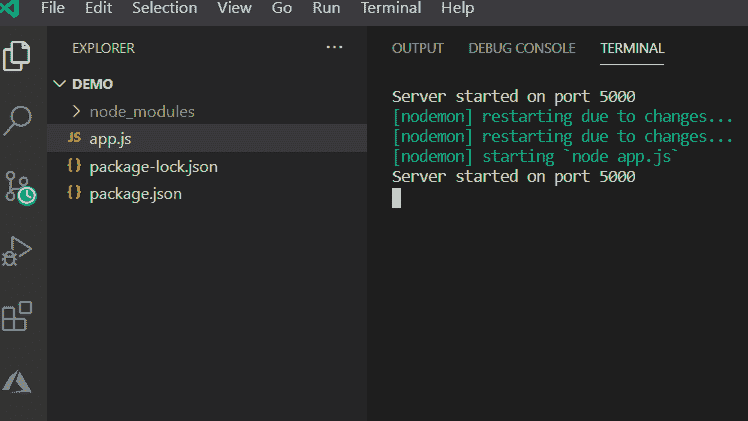 File Edit Selection View Go Run Terminal Help
EXPLORER ...
DEMO
node_modules
JS app.js
{} package-lock.json
{} package.json
OUTPUT DEBUG CONSOLE TERMINAL
Server started on port 5000
[nodemon] restarting due to changes...
[nodemon] restarting due to changes...
[nodemon] starting `node app.js`
Server started on port 5000